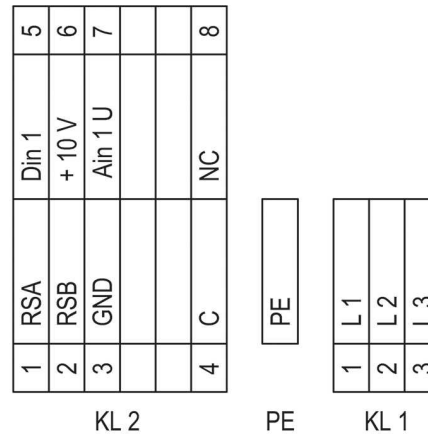 5 6 7 8
Din 1 + 10 V Ain 1 U NC
RSA RSB GND C PE L 1 L 2 L 3
1 2 3 4 1 2 3
KL 2 PE KL 1